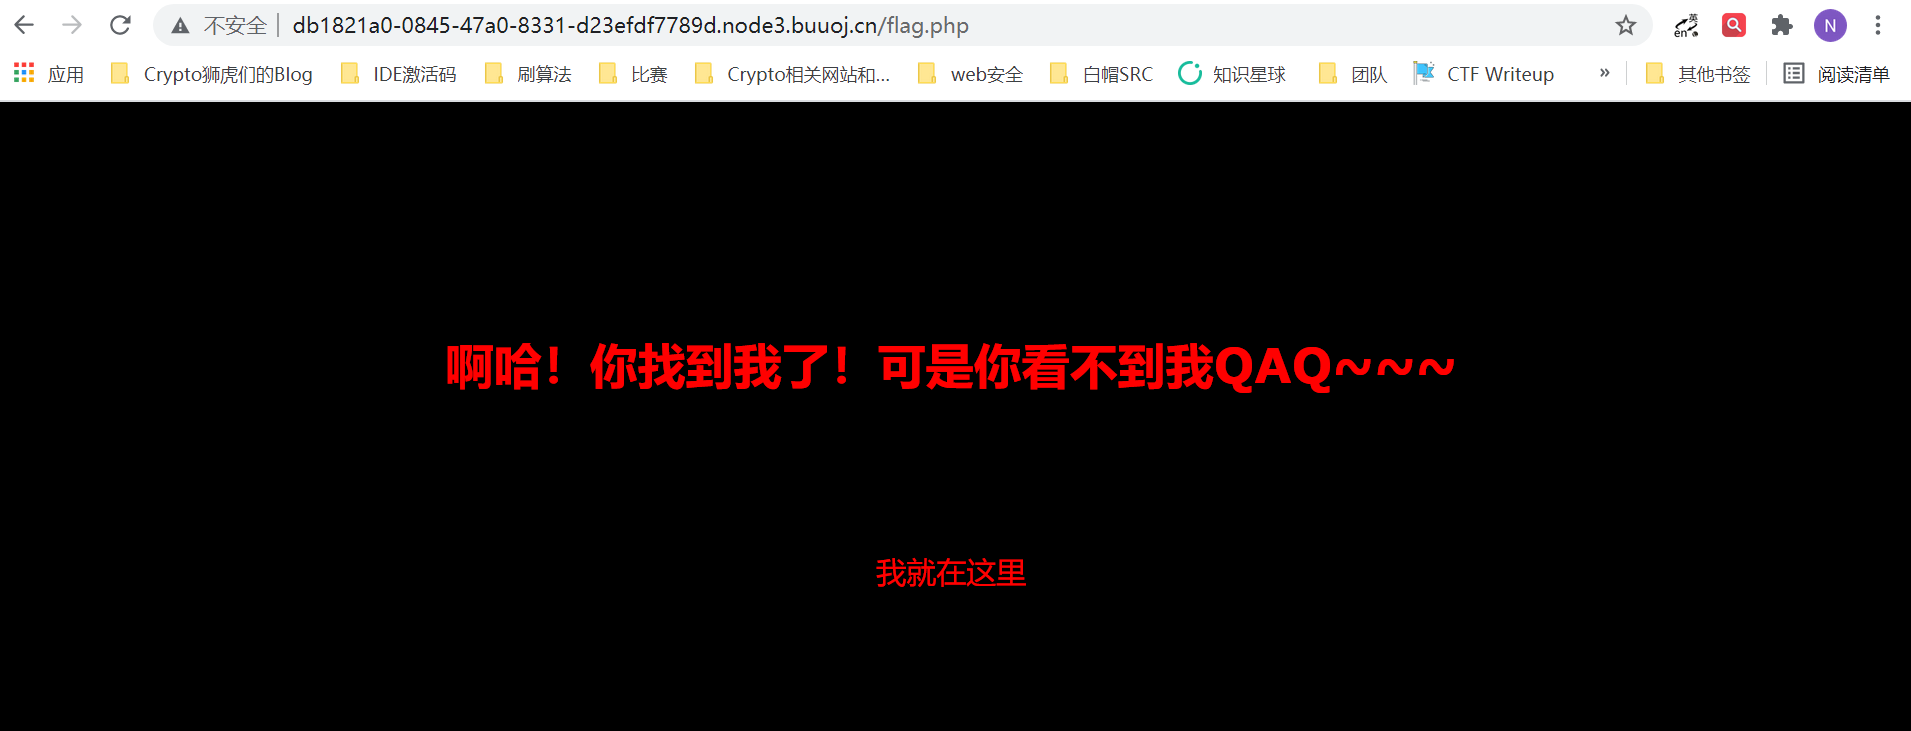 不安全 db1821a0-0845-47a0-8331-d23efdf7789d.node3.buuoj.cn/flag.php 英 en N
应用 Crypto狮虎们的Blog IDE激活码 刷算法 比赛 Crypto相关网站和... web安全 白帽SRC 知识星球 团队 CTF Writeup » 其他书签 阅读清单
啊哈！你找到我了！可是你看不到我QAQ~~~
我就在这里